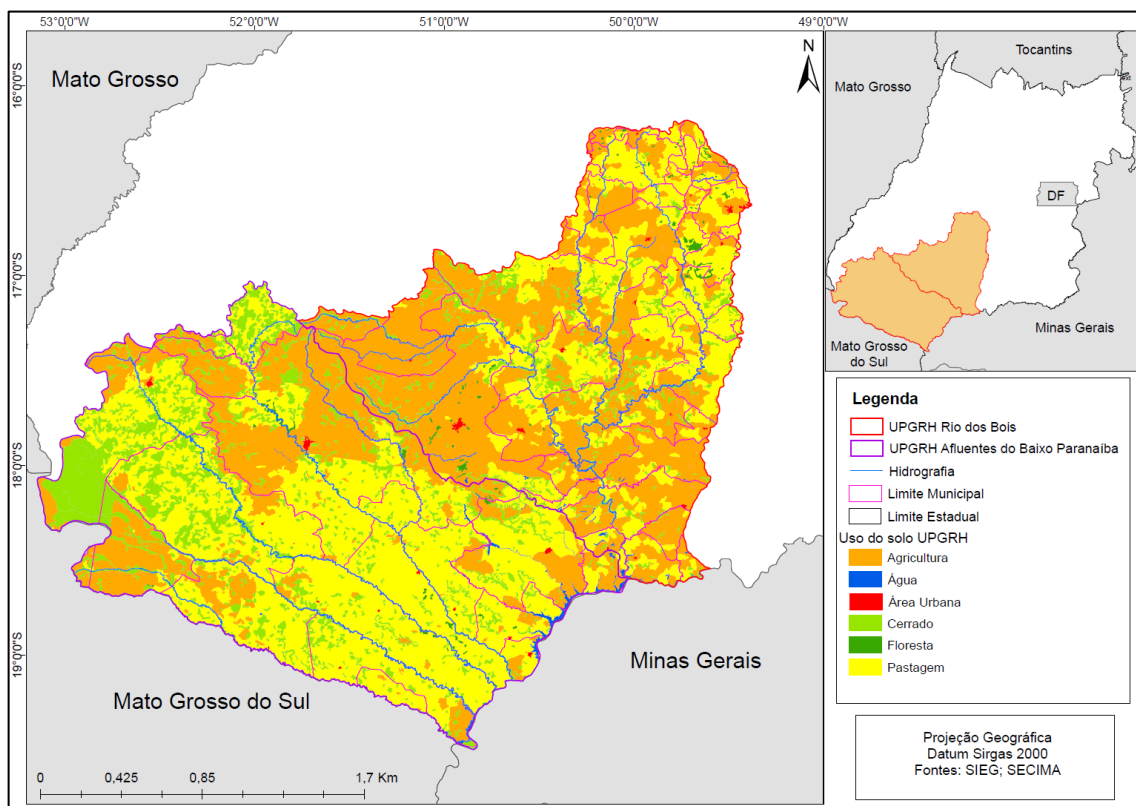 53°0'0"W 52°0'0"W 51°0'0"W 50°0'0"W 49°0'0"W
16°0'0"S
17°0'0"S
18°0'0"S
19°0'0"S
Mato Grosso
N
Minas Gerais
Mato Grosso do Sul
0 0,425 0,85 1,7 Km
Tocantins
Mato Grosso
DF
Minas Gerais
Mato Grosso
do Sul
Legenda
UPGRH Rio dos Bois
UPGRH Afluentes do Baixo Paranaíba
Hidrografia
Limite Municipal
Limite Estadual
Uso do solo UPGRH
Agricultura
Água
Área Urbana
Cerrado
Floresta
Pastagem
Projeção Geográfica
Datum Sirgas 2000
Fontes: SIEG; SECIMA